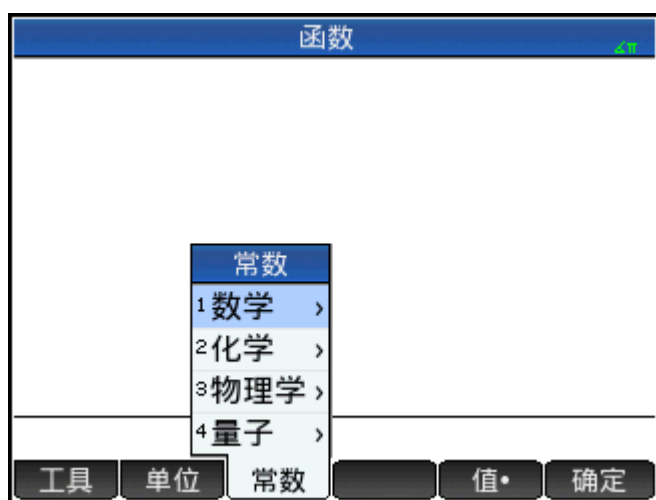 函数
∡π
常数
1数学 ›
2化学 ›
3物理学 ›
4量子 ›
工具 单位 常数 值• 确定